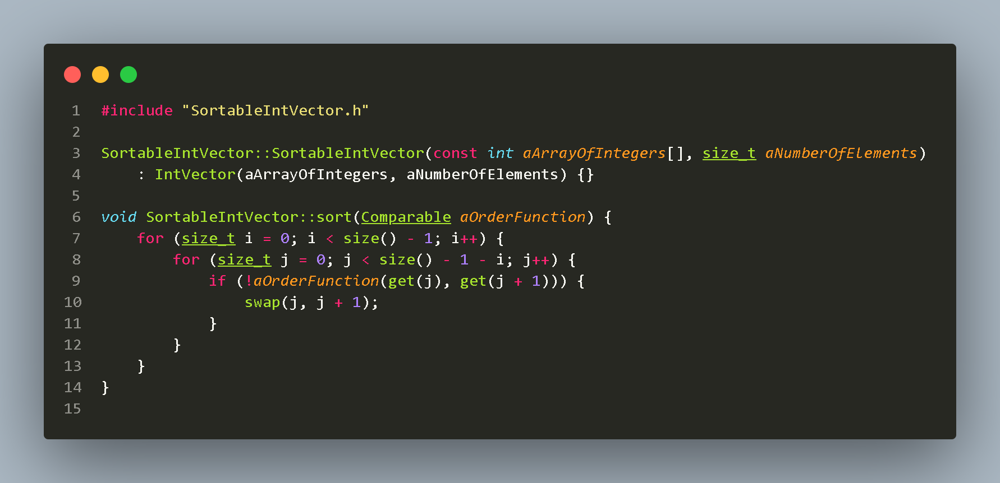 1 #include "SortableIntVector.h"
2
3 SortableIntVector::SortableIntVector(const int aArrayOfIntegers[], size_t aNumberOfElements)
4     : IntVector(aArrayOfIntegers, aNumberOfElements) {}
5
6 void SortableIntVector::sort(Comparable aOrderFunction) {
7     for (size_t i = 0; i < size() - 1; i++) {
8         for (size_t j = 0; j < size() - 1 - i; j++) {
9             if (!aOrderFunction(get(j), get(j + 1))) {
10                 swap(j, j + 1);
11             }
12         }
13     }
14 }
15